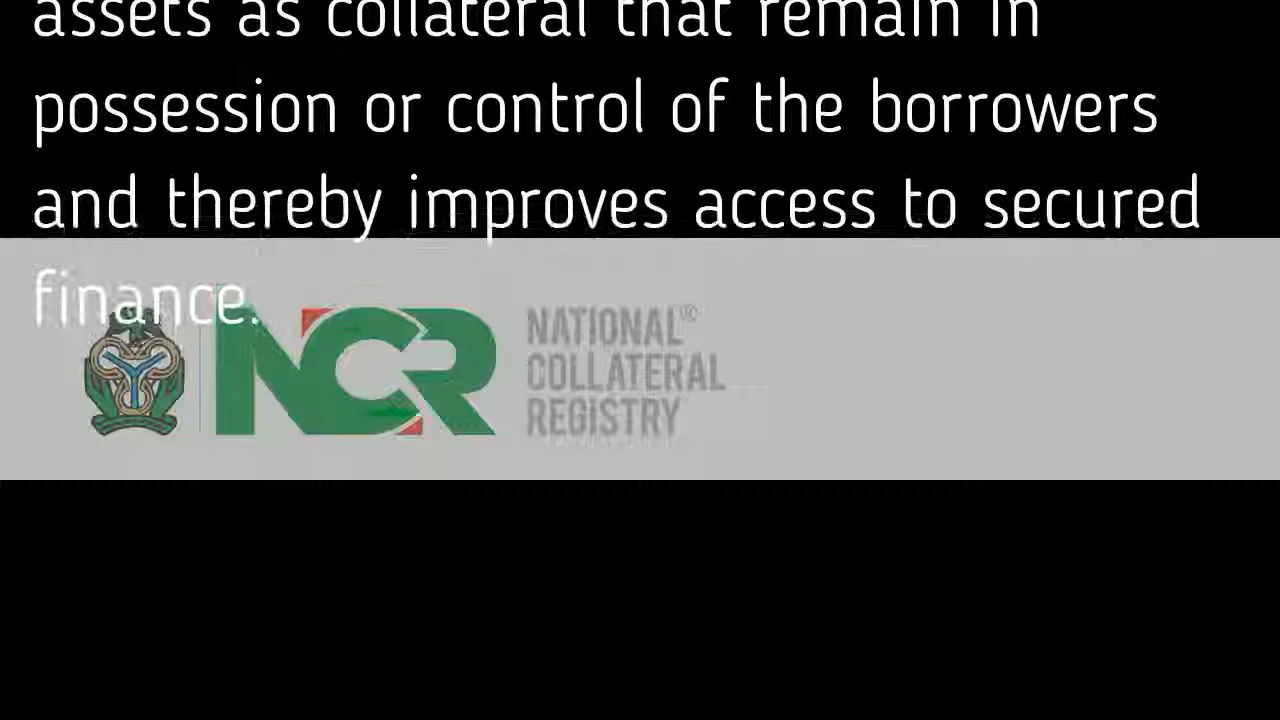 assets as collateral that remain in
possession or control of the borrowers
and thereby improves access to secured
finance.
NCR
NATIONAL®
COLLATERAL
REGISTRY